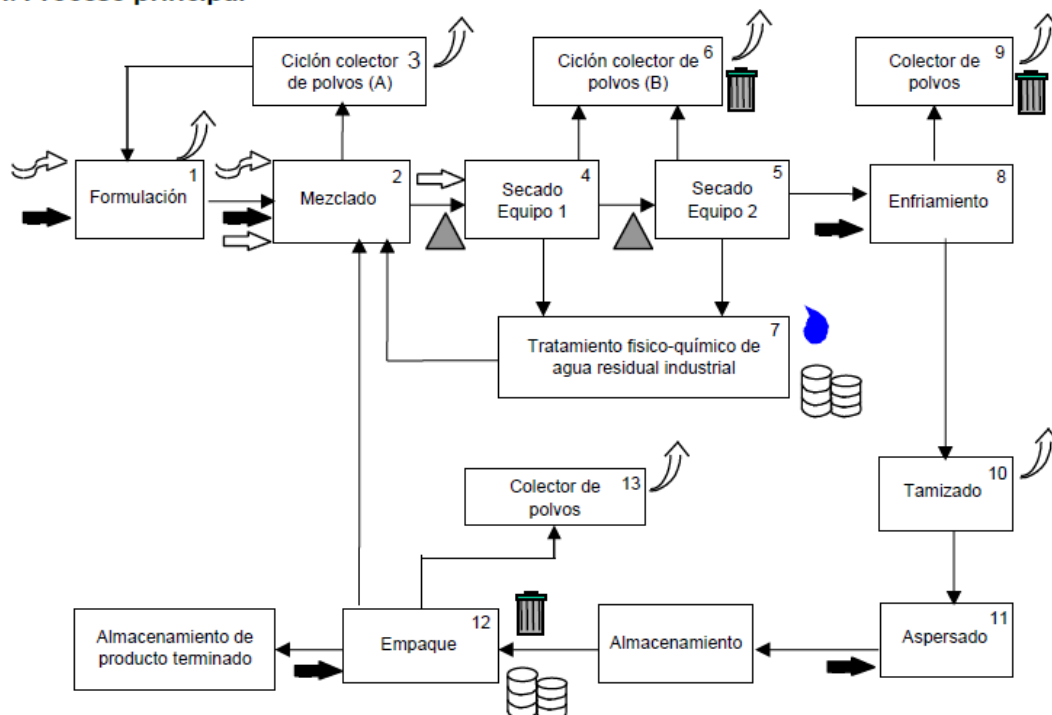 Ciclón colector 3
de polvos (A)
Ciclón colector de 6
polvos (B)
Colector de 9
polvos
1
Formulación
2
Mezclado
4
Secado
Equipo 1
5
Secado
Equipo 2
8
Enfriamiento
7
Tratamiento fisico-químico de
agua residual industrial
10
Tamizado
Colector de 13
polvos
11
Aspersado
Almacenamiento
12
Empaque
Almacenamiento de
producto terminado